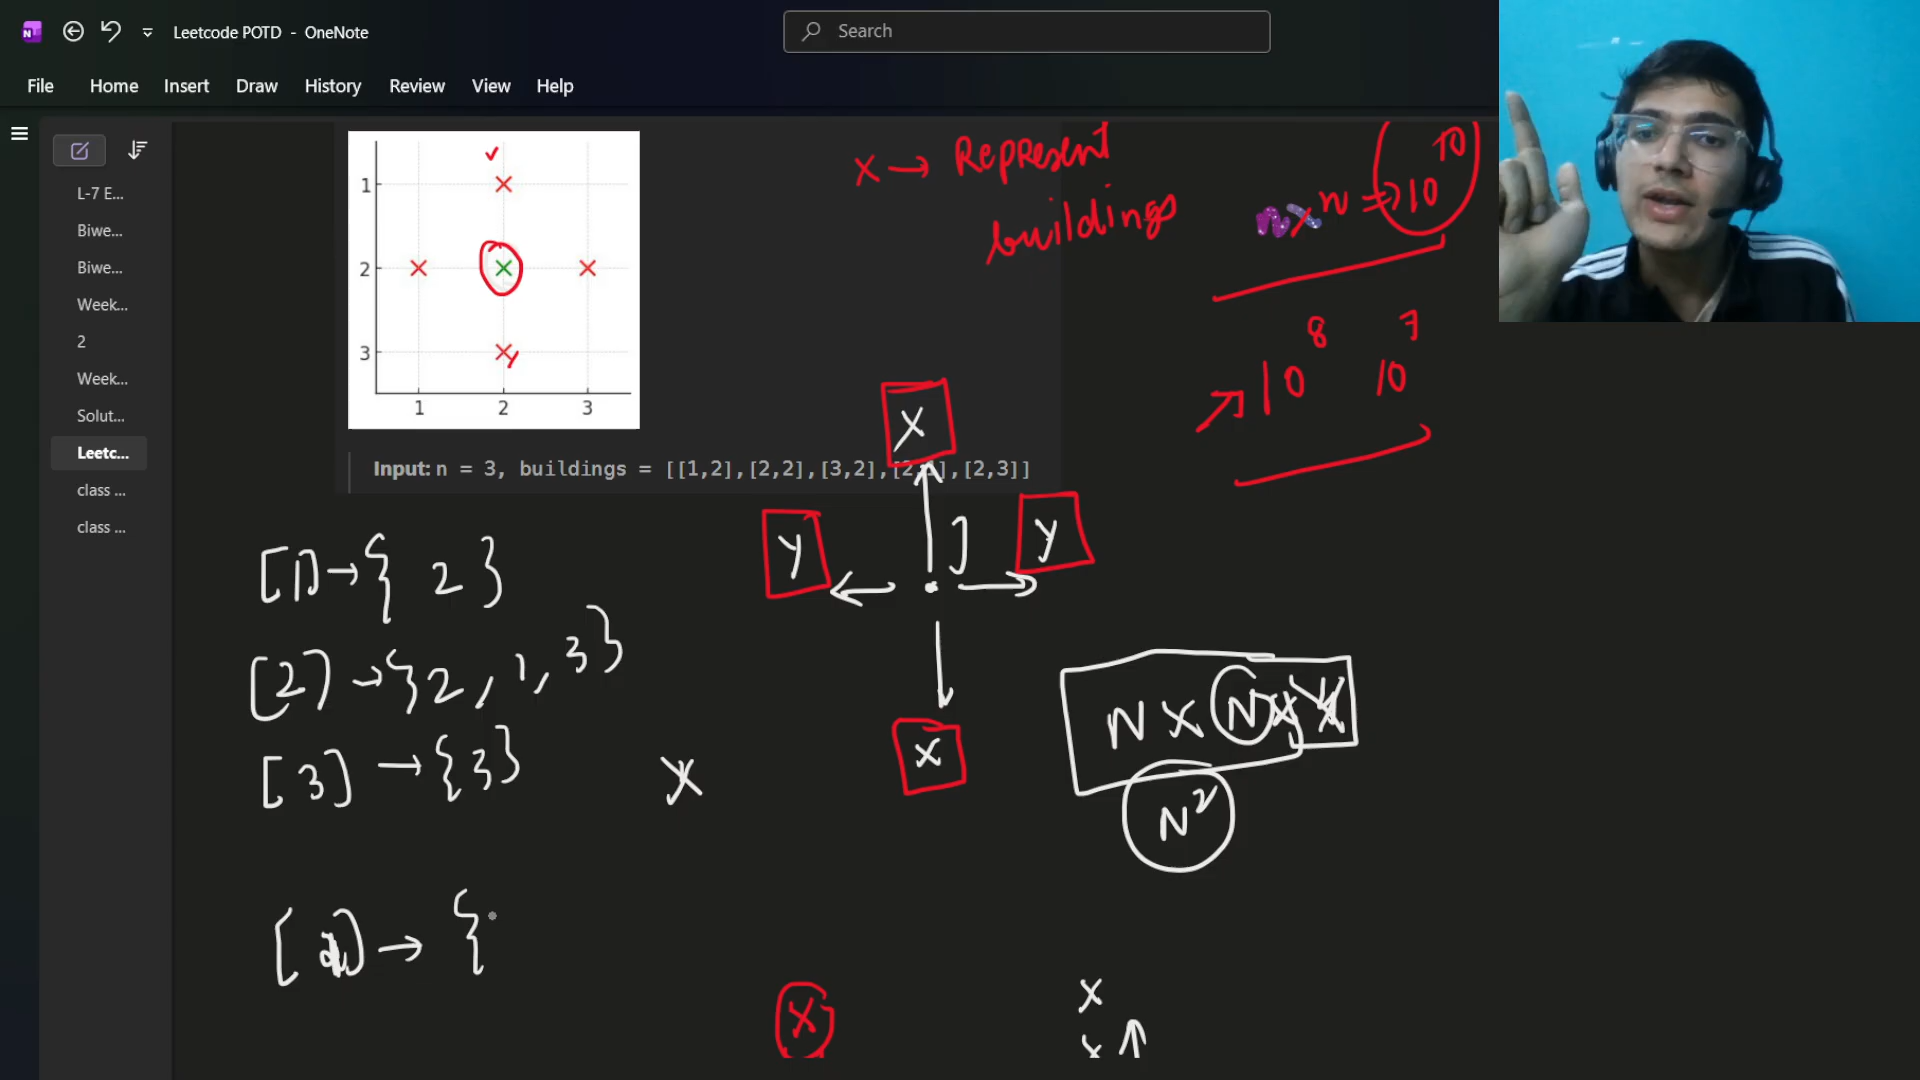 Leetcode POTD - OneNote
Search
File Home Insert Draw History Review View Help
L-7 E...
Biwe...
Biwe...
Week...
2
Week...
Solut...
Leetc...
class ...
class ...
1
2
3
1 2 3
y
Input: n = 3, buildings = [[1,2],[2,2],[3,2],[2,1],[2,3]]
x → Represent
buildings
n x n ⇒ 10^10
10^8 10^7
X
y y
x
[1] → { 2 }
[2] → { 2, 1, 3 }
[3] → { 3 }
X
N x N
N²
[ ] → {
X
x
x ↑